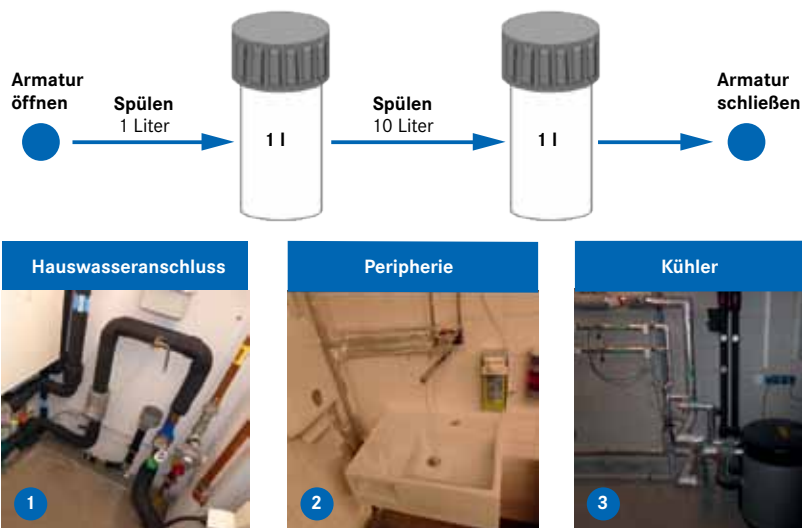 Armatur
öffnen
Spülen
1 Liter
1 l
Spülen
10 Liter
1 l
Armatur
schließen
Hauswasseranschluss
Peripherie
Kühler
1
2
3